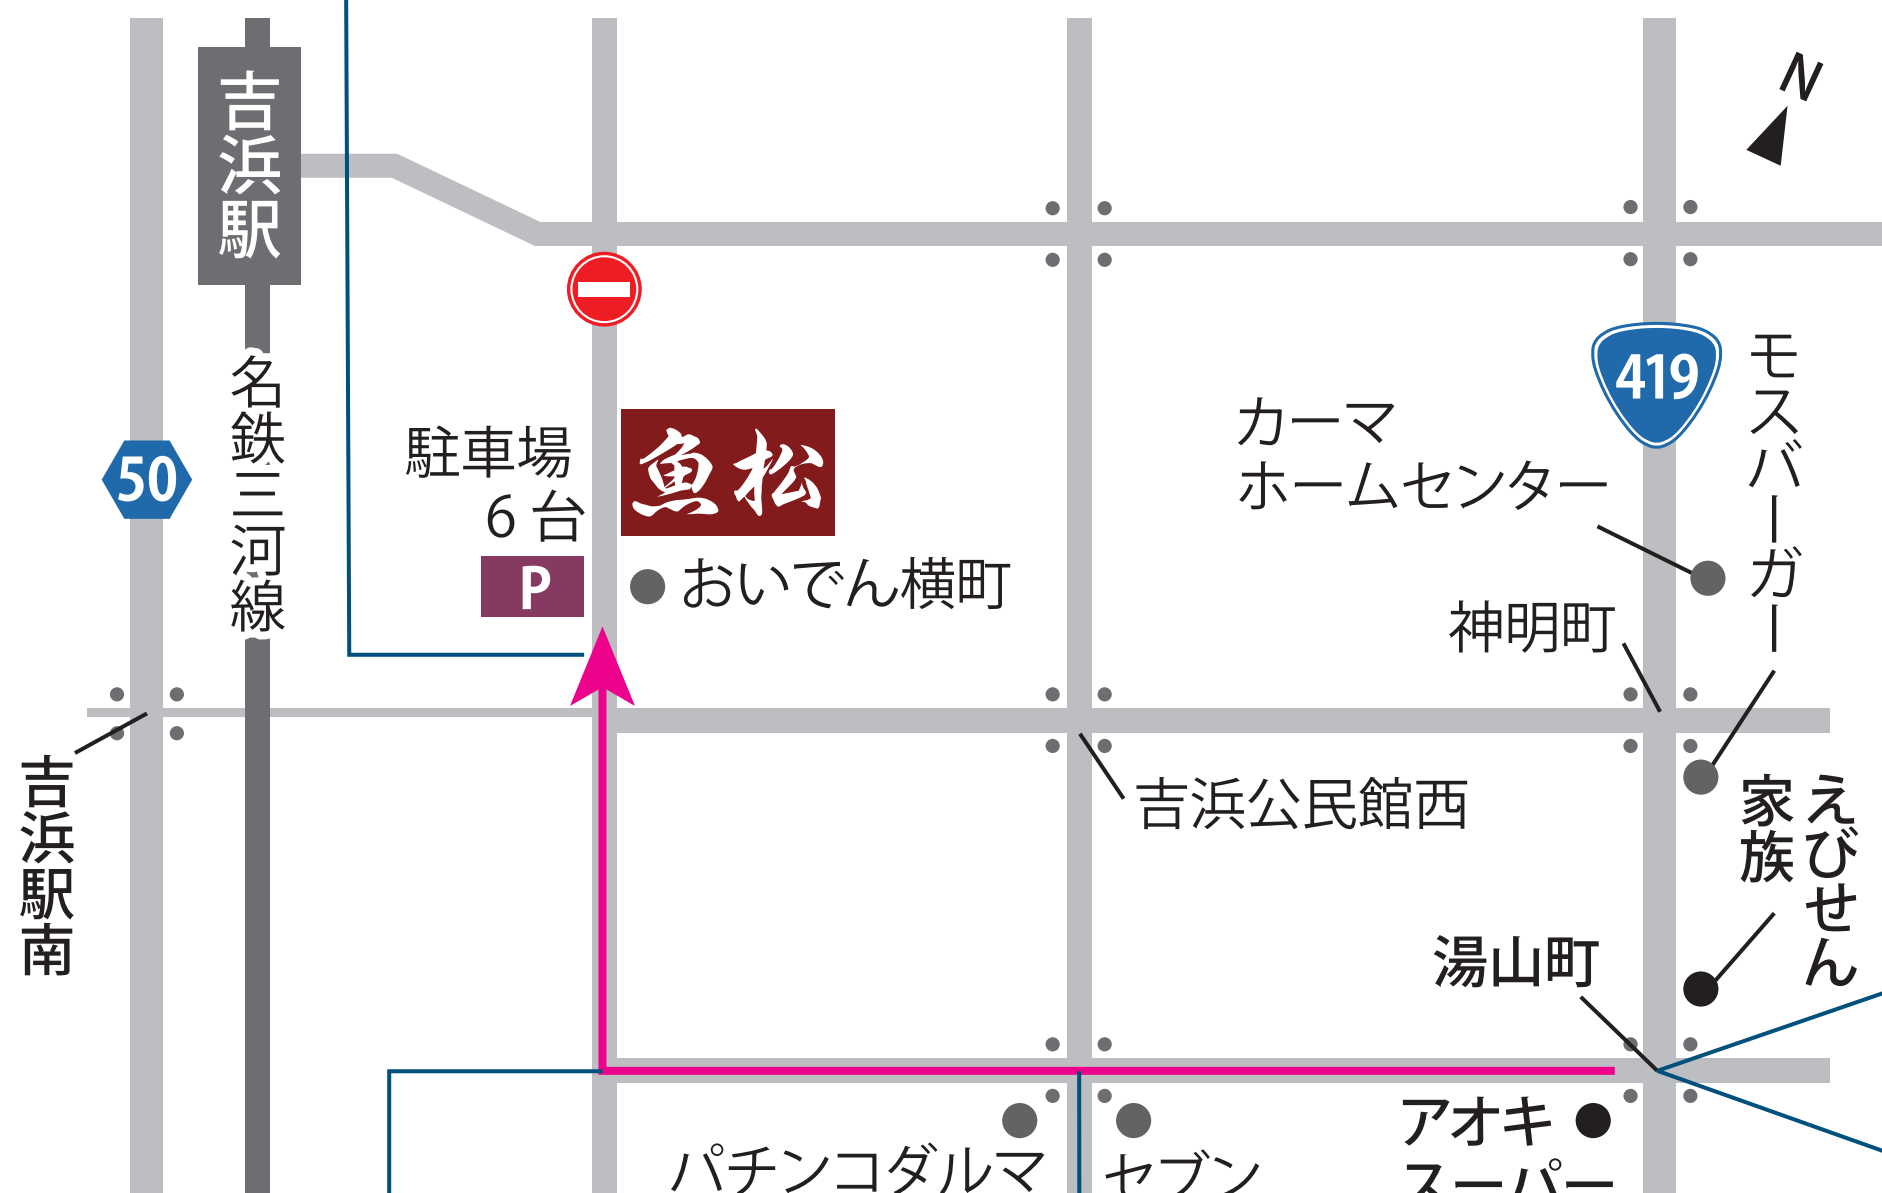 吉浜駅
N
名鉄三河線
50
419
モスバーガー
カーマ
ホームセンター
駐車場
6台
P
魚松
おいでん横町
神明町
吉浜駅南
吉浜公民館西
えびせん
家族
湯山町
アオキ
スーパー
パチンコダルマ
セブン